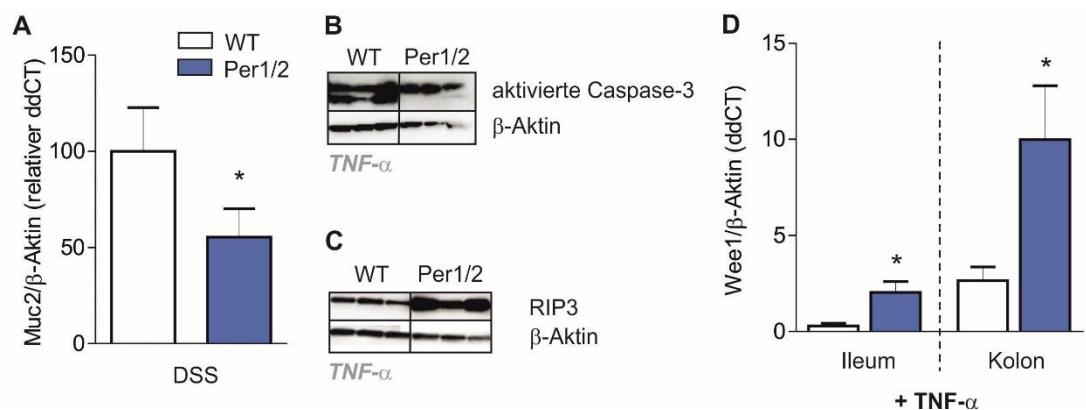 A
Muc2/β-Aktin (relativer ddCT)
150
100
50
0
WT
Per1/2
*
DSS
B
WT Per1/2
aktivierte Caspase-3
β-Aktin
TNF-α
C
WT Per1/2
RIP3
β-Aktin
TNF-α
D
Wee1/β-Aktin (ddCT)
15
10
5
0
*
*
Ileum Kolon
+ TNF-α